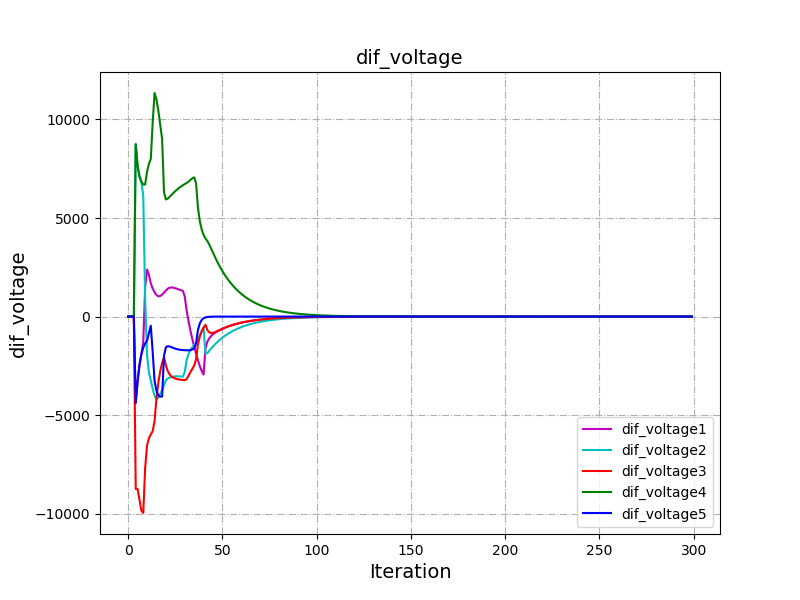 dif_voltage
dif_voltage
10000
5000
0
−5000
−10000
dif_voltage1
dif_voltage2
dif_voltage3
dif_voltage4
dif_voltage5
0 50 100 150 200 250 300
Iteration